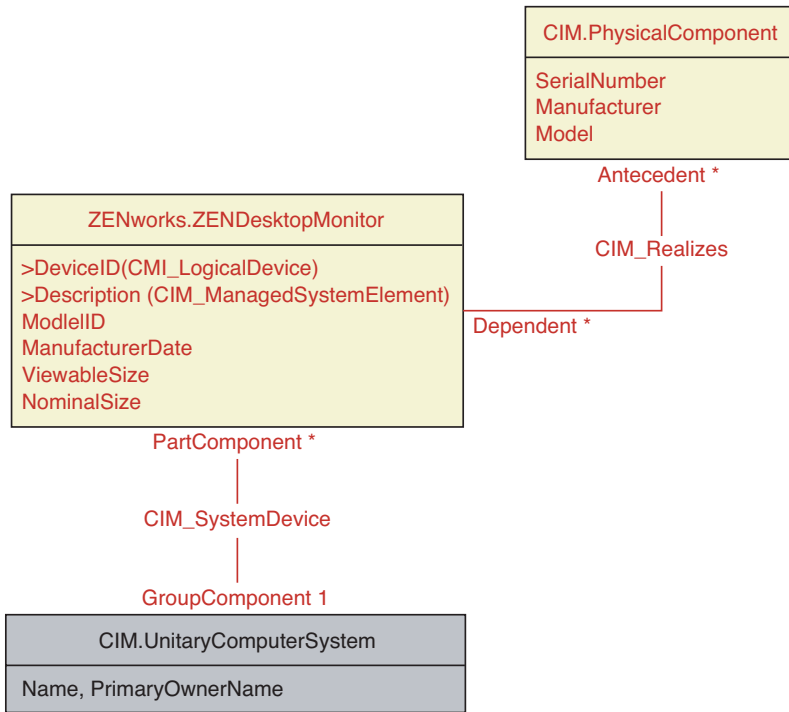 CIM.PhysicalComponent
SerialNumber
Manufacturer
Model
Antecedent *
CIM_Realizes
Dependent *
ZENworks.ZENDesktopMonitor
>DeviceID(CMI_LogicalDevice)
>Description (CIM_ManagedSystemElement)
ModlelID
ManufacturerDate
ViewableSize
NominalSize
PartComponent *
CIM_SystemDevice
GroupComponent 1
CIM.UnitaryComputerSystem
Name, PrimaryOwnerName